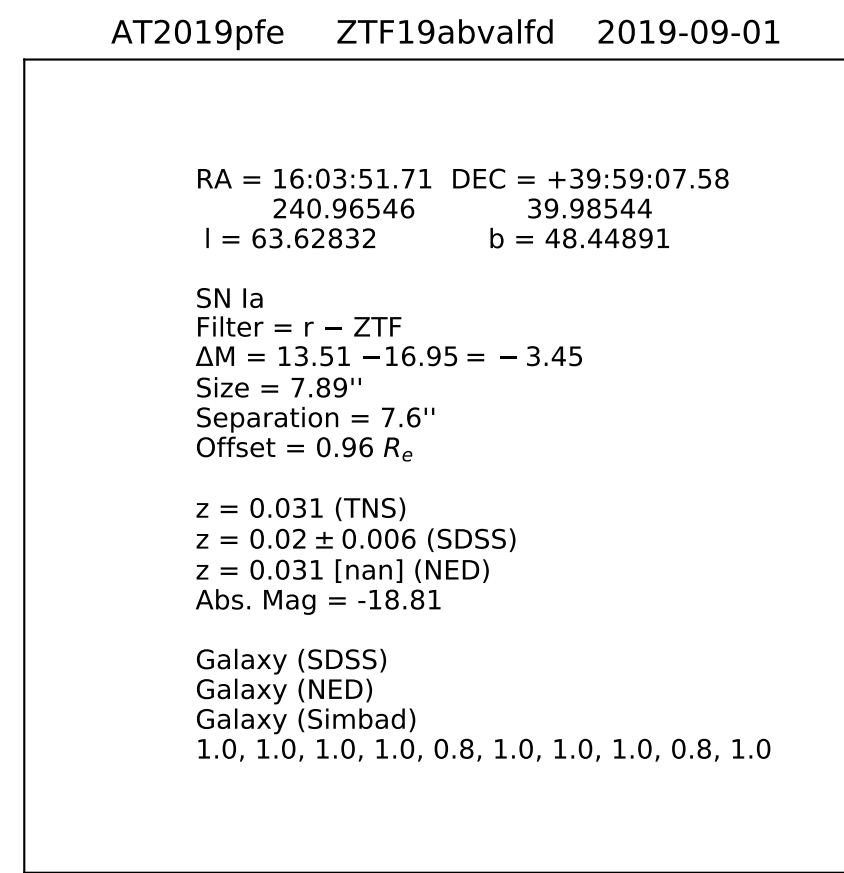 AT2019pfe ZTF19abvalfd 2019-09-01
RA = 16:03:51.71 DEC = +39:59:07.58
240.96546 39.98544
l = 63.62832 b = 48.44891
SN Ia
Filter = r − ZTF
ΔM = 13.51 −16.95 = − 3.45
Size = 7.89''
Separation = 7.6''
Offset = 0.96 Rₑ
z = 0.031 (TNS)
z = 0.02 ± 0.006 (SDSS)
z = 0.031 [nan] (NED)
Abs. Mag = -18.81
Galaxy (SDSS)
Galaxy (NED)
Galaxy (Simbad)
1.0, 1.0, 1.0, 1.0, 0.8, 1.0, 1.0, 1.0, 0.8, 1.0